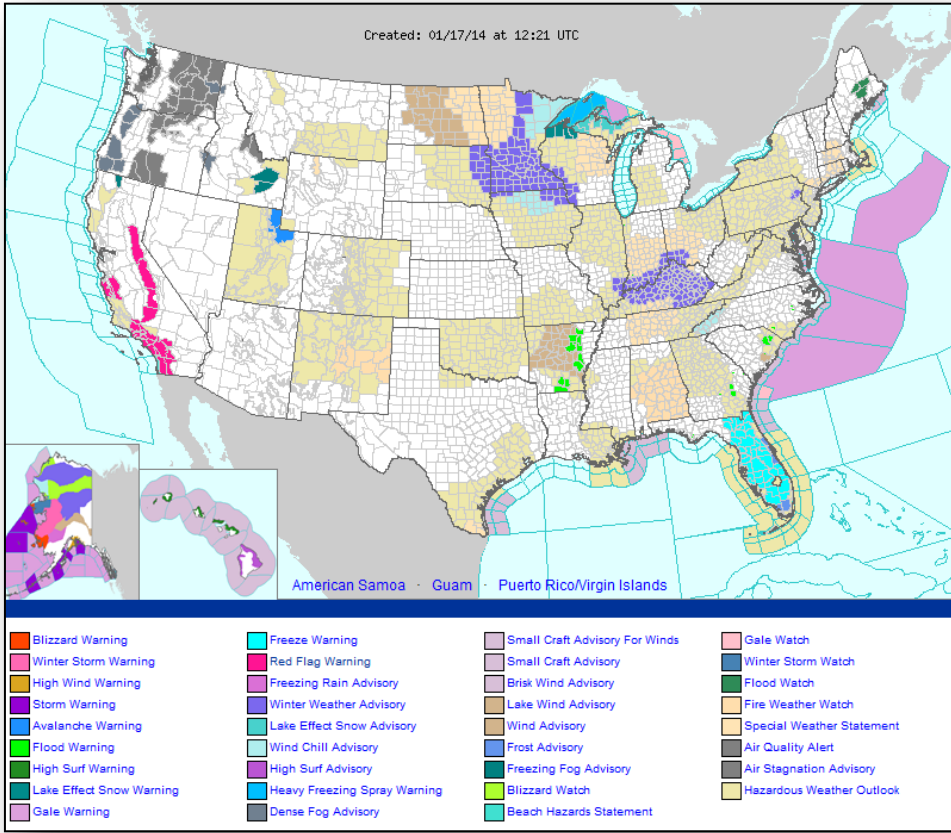 Created: 01/17/14 at 12:21 UTC
American Samoa · Guam · Puerto Rico/Virgin Islands
Blizzard Warning
Winter Storm Warning
High Wind Warning
Storm Warning
Avalanche Warning
Flood Warning
High Surf Warning
Lake Effect Snow Warning
Gale Warning
Freeze Warning
Red Flag Warning
Freezing Rain Advisory
Winter Weather Advisory
Lake Effect Snow Advisory
Wind Chill Advisory
High Surf Advisory
Heavy Freezing Spray Warning
Dense Fog Advisory
Small Craft Advisory For Winds
Small Craft Advisory
Brisk Wind Advisory
Lake Wind Advisory
Wind Advisory
Frost Advisory
Freezing Fog Advisory
Blizzard Watch
Beach Hazards Statement
Gale Watch
Winter Storm Watch
Flood Watch
Fire Weather Watch
Special Weather Statement
Air Quality Alert
Air Stagnation Advisory
Hazardous Weather Outlook